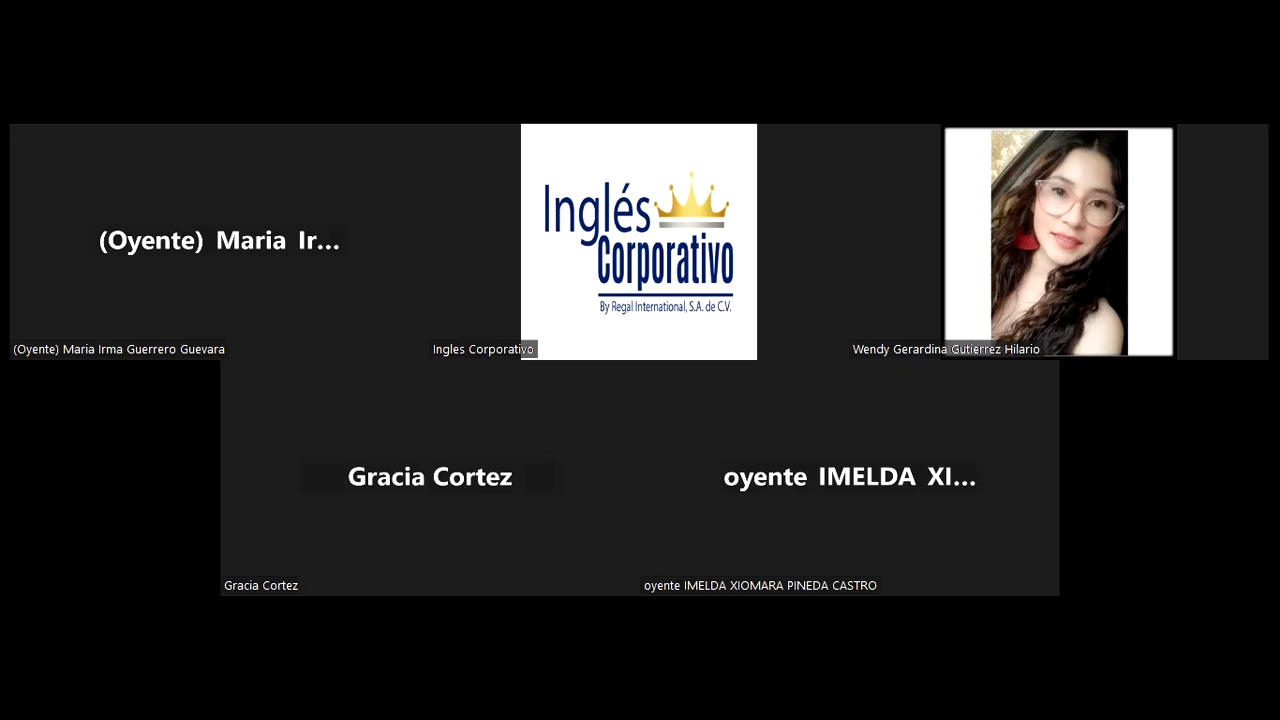 (Oyente) Maria Ir...
(Oyente) Maria Irma Guerrero Guevara
Inglés
Corporativo
By Regal International, S.A. de C.V.
Ingles Corporativo
Wendy Gerardina Gutierrez Hilario
Gracia Cortez
Gracia Cortez
oyente IMELDA XI...
oyente IMELDA XIOMARA PINEDA CASTRO